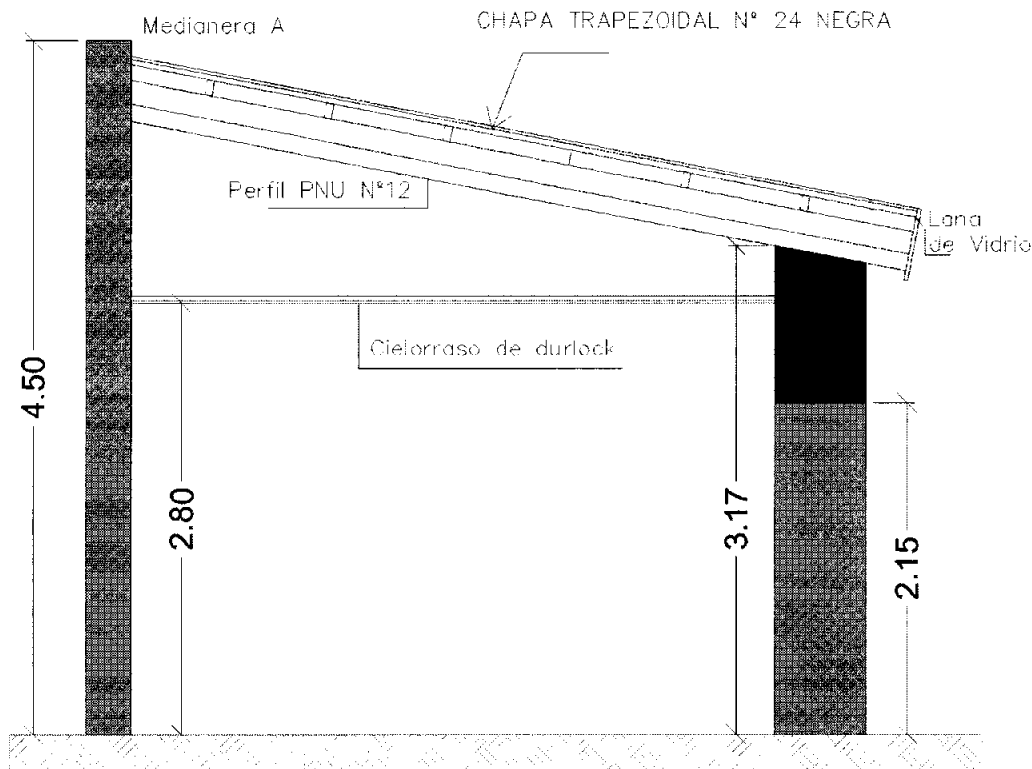 Medianera A
CHAPA TRAPEZOIDAL N° 24 NEGRA
Perfil PNU N°12
Lana
de Vidrio
Cielorraso de durlock
4.50
2.80
3.17
2.15